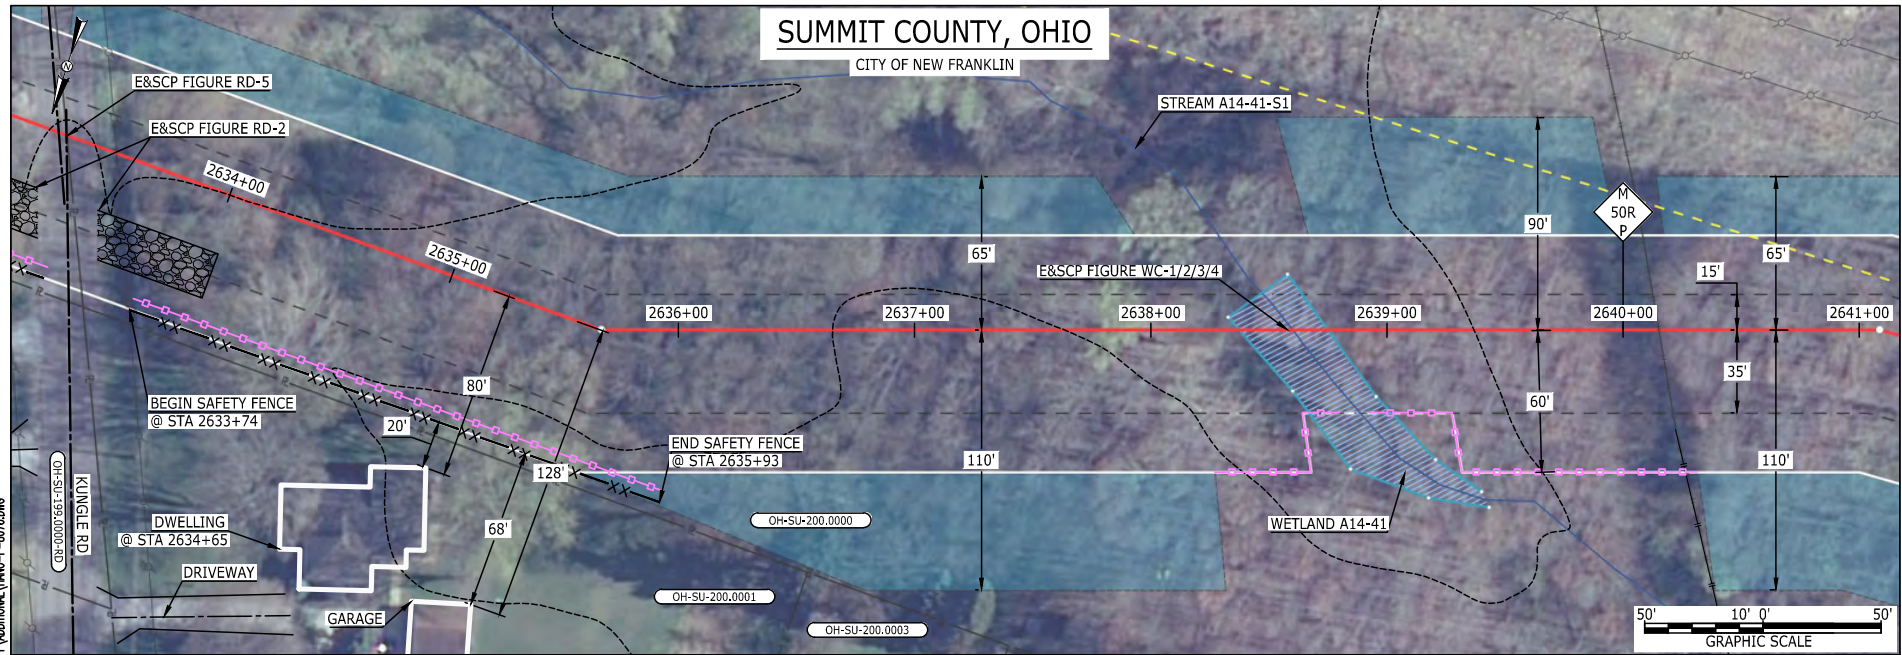 SUMMIT COUNTY, OHIO
CITY OF NEW FRANKLIN
N
E&SCP FIGURE RD-5
E&SCP FIGURE RD-2
STREAM A14-41-S1
2634+00
2635+00
2636+00
2637+00
2638+00
2639+00
2640+00
2641+00
M
50R
P
65'
90'
65'
15'
E&SCP FIGURE WC-1/2/3/4
35'
80'
60'
BEGIN SAFETY FENCE
@ STA 2633+74
20'
END SAFETY FENCE
@ STA 2635+93
128'
110'
110'
68'
OH-SU-199.0000-RD
KUNGLE RD
DWELLING
@ STA 2634+65
DRIVEWAY
GARAGE
OH-SU-200.0000
OH-SU-200.0001
OH-SU-200.0003
WETLAND A14-41
50' 10' 0' 50'
GRAPHIC SCALE